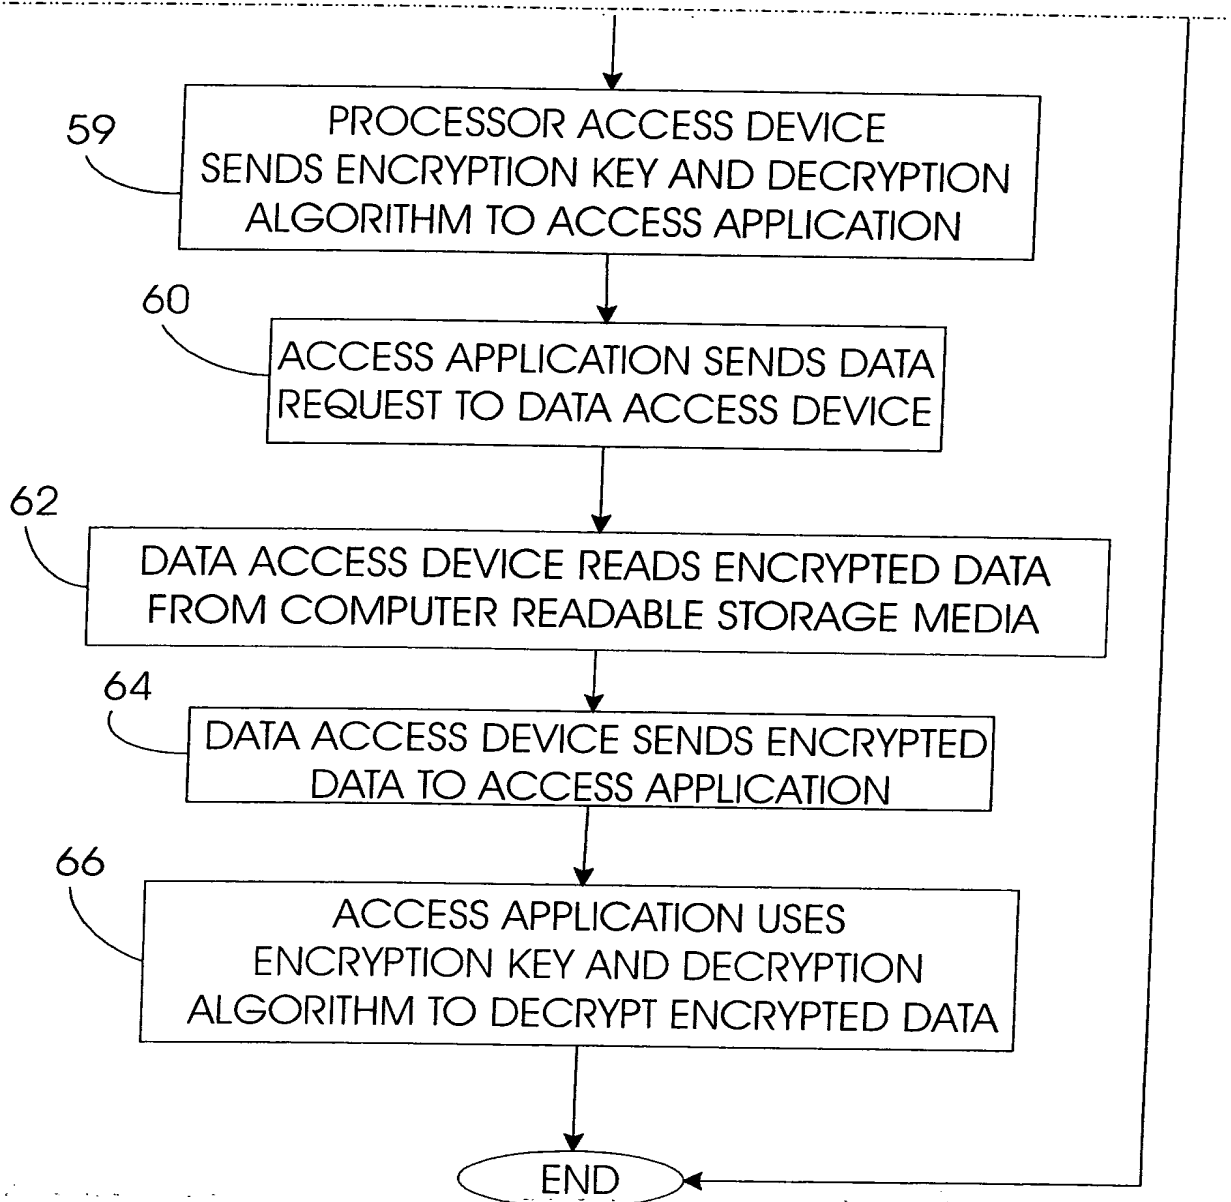 59
PROCESSOR ACCESS DEVICE
SENDS ENCRYPTION KEY AND DECRYPTION
ALGORITHM TO ACCESS APPLICATION
60
ACCESS APPLICATION SENDS DATA
REQUEST TO DATA ACCESS DEVICE
62
DATA ACCESS DEVICE READS ENCRYPTED DATA
FROM COMPUTER READABLE STORAGE MEDIA
64
DATA ACCESS DEVICE SENDS ENCRYPTED
DATA TO ACCESS APPLICATION
66
ACCESS APPLICATION USES
ENCRYPTION KEY AND DECRYPTION
ALGORITHM TO DECRYPT ENCRYPTED DATA
END